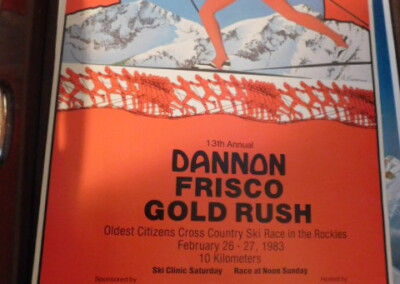 13th Annual
DANNON
FRISCO
GOLD RUSH
Oldest Citizens Cross Country Ski Race in the Rockies
February 26 - 27, 1983
10 Kilometers
Ski Clinic Saturday Race at Noon Sunday
Sponsored by